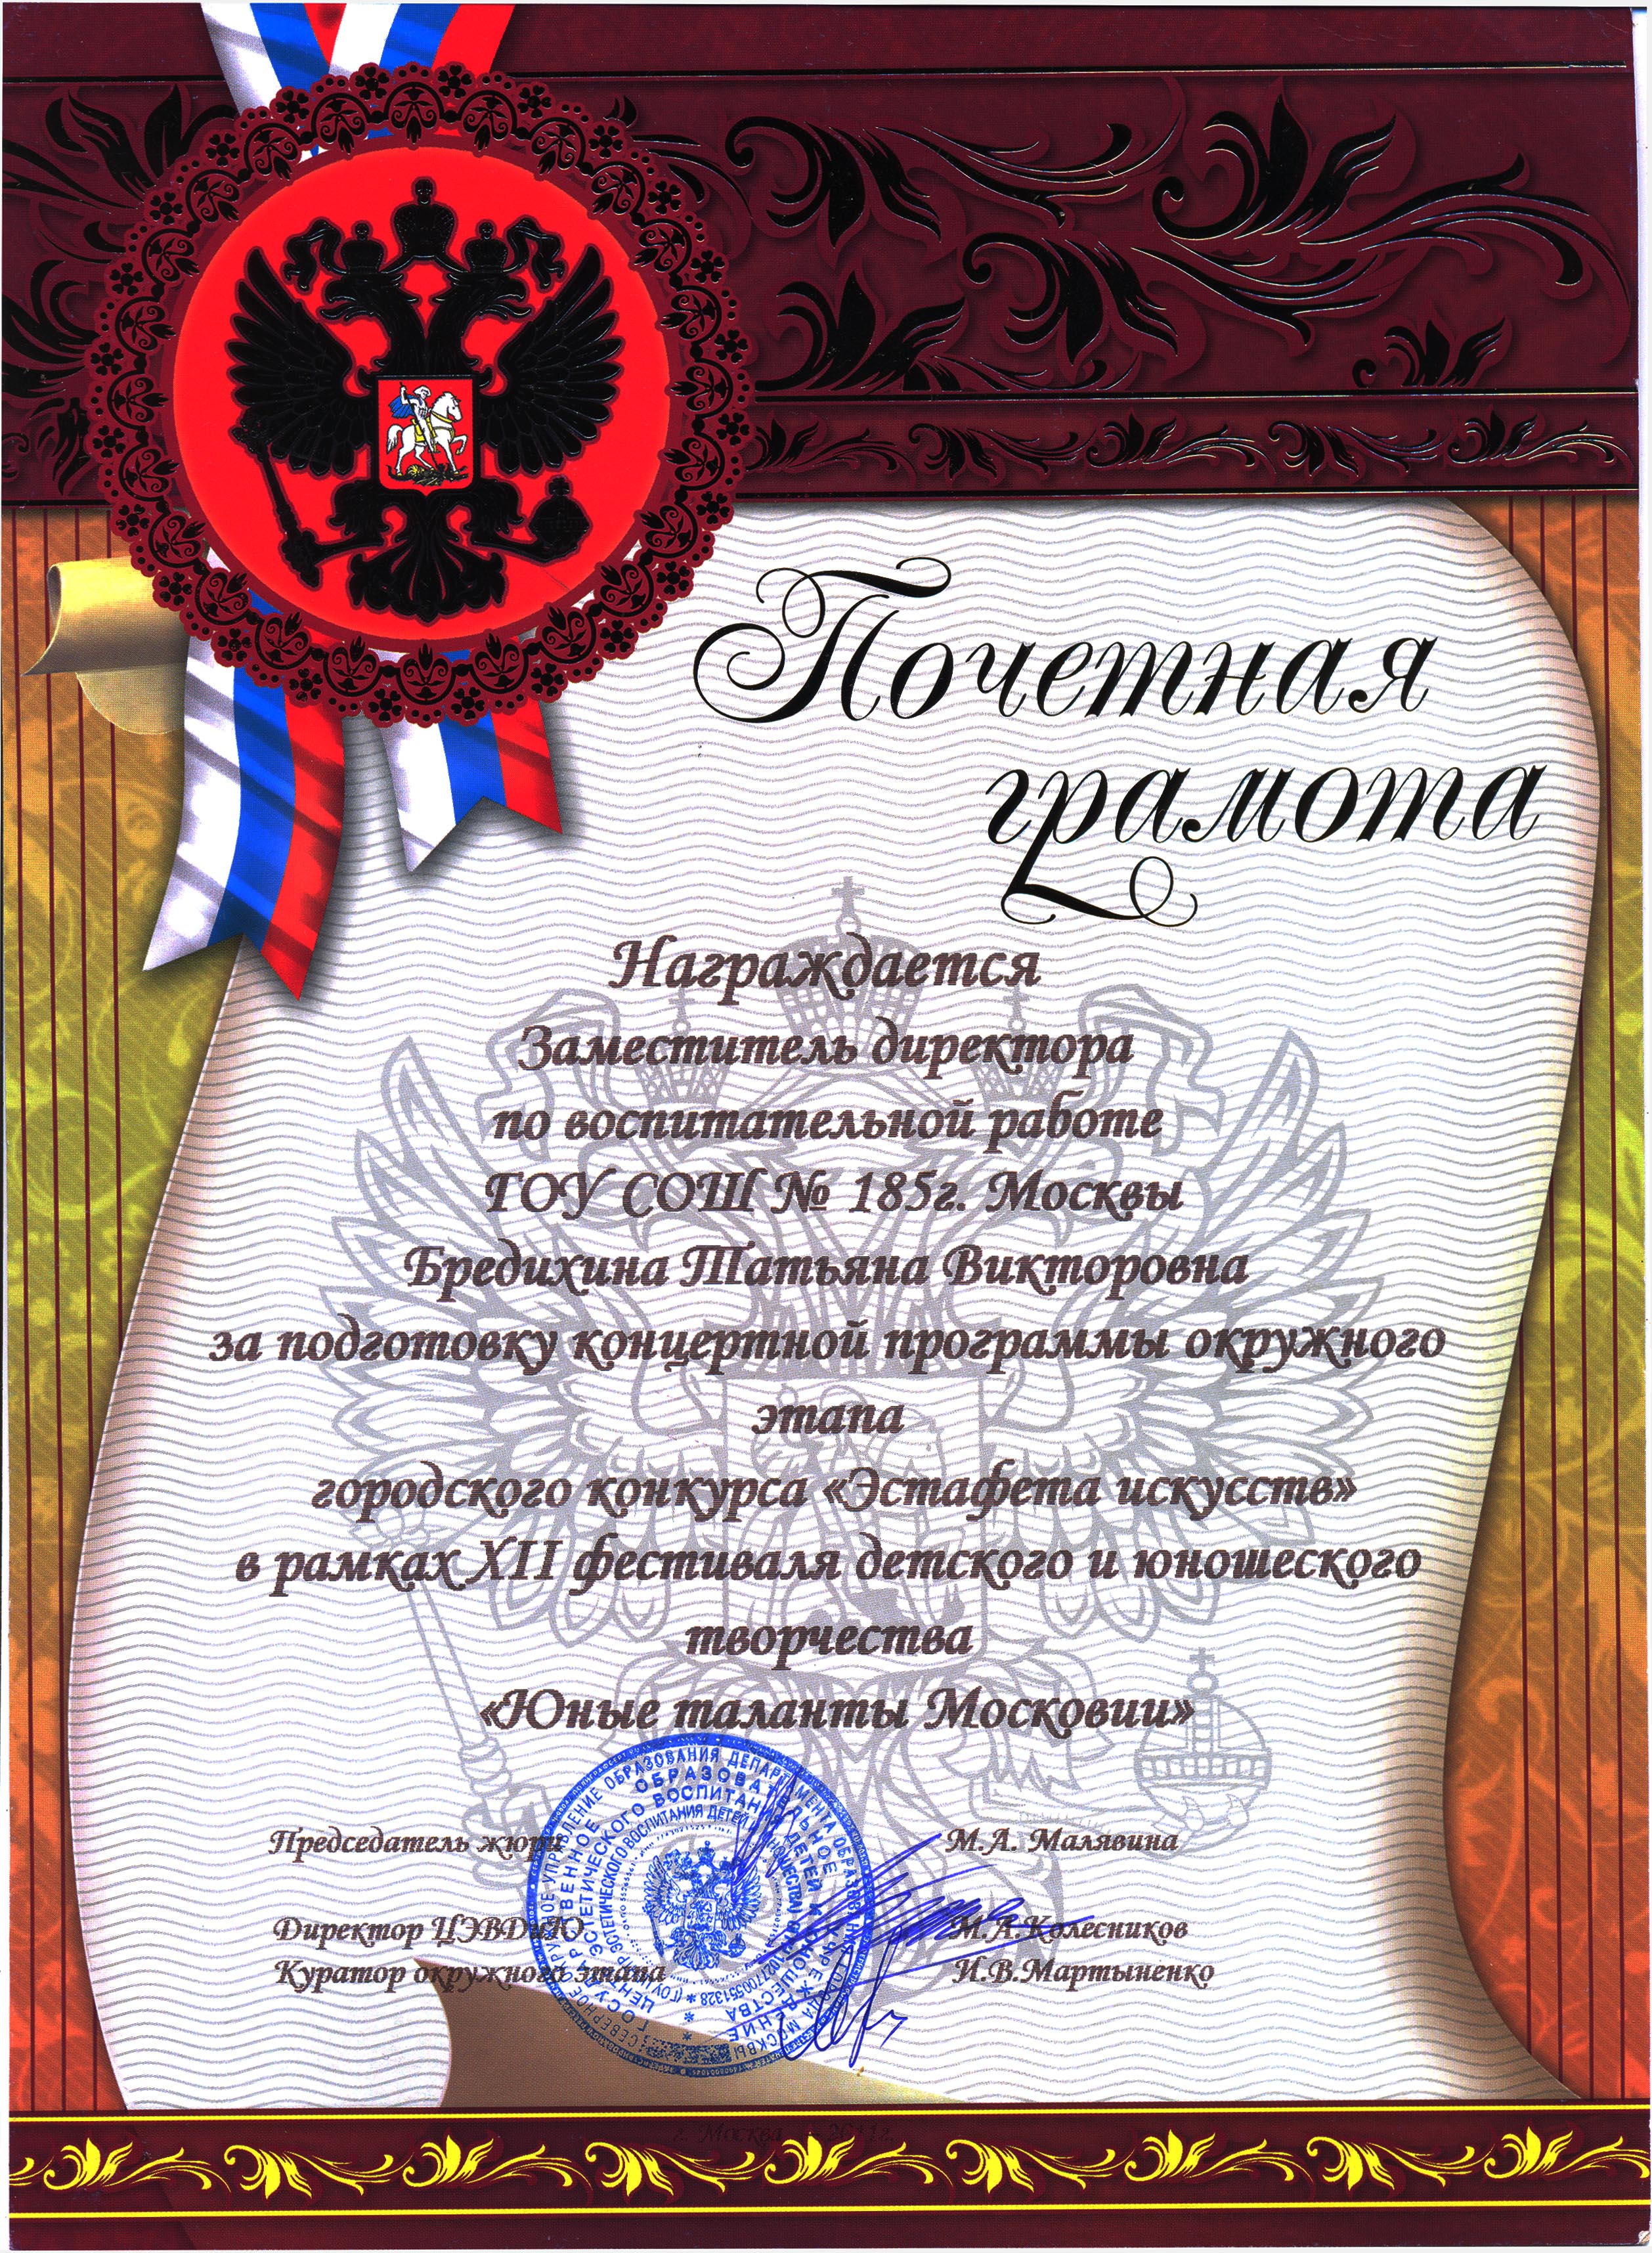 Почетная
грамота
Награждается
Заместитель директора
по воспитательной работе
ГОУ СОШ № 185г. Москвы
Бредихина Татьяна Викторовна
за подготовку концертной программы окружного
этапа
городского конкурса «Эстафета искусств»
в рамках XII фестиваля детского и юношеского
творчества
«Юные таланты Московии»
Председатель жюри М.А. Малявина
Директор ЦЭВДиЮ М.А.Колесников
Куратор окружного этапа И.В.Мартыненко
г. Москва 2011г.